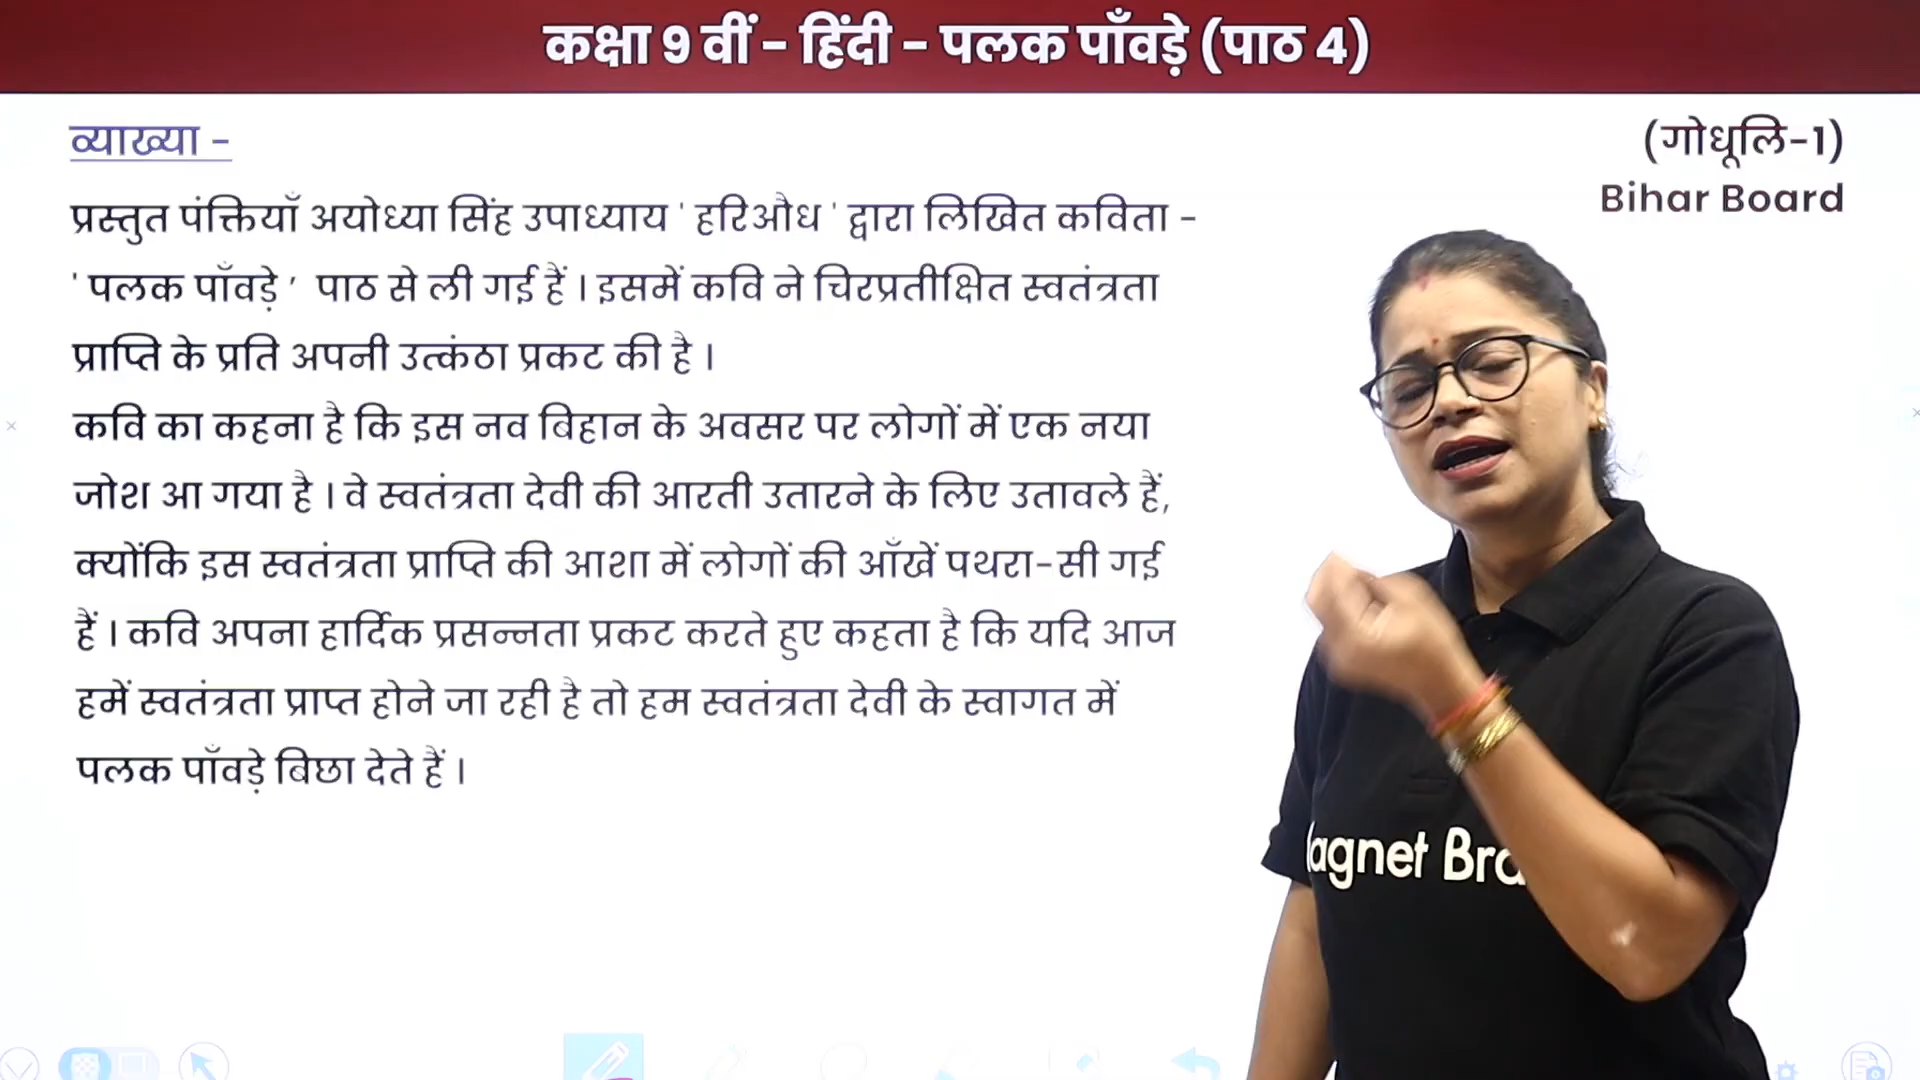 कक्षा 9 वीं - हिंदी - पलक पाँवड़े (पाठ 4)
व्याख्या -
(गोधूलि-1)
Bihar Board
प्रस्तुत पंक्तियाँ अयोध्या सिंह उपाध्याय ' हरिऔध ' द्वारा लिखित कविता -
' पलक पाँवड़े ’ पाठ से ली गई हैं । इसमें कवि ने चिरप्रतीक्षित स्वतंत्रता
प्राप्ति के प्रति अपनी उत्कंठा प्रकट की है ।
कवि का कहना है कि इस नव बिहान के अवसर पर लोगों में एक नया
जोश आ गया है । वे स्वतंत्रता देवी की आरती उतारने के लिए उतावले हैं,
क्योंकि इस स्वतंत्रता प्राप्ति की आशा में लोगों की आँखें पथरा-सी गई
हैं । कवि अपना हार्दिक प्रसन्नता प्रकट करते हुए कहता है कि यदि आज
हमें स्वतंत्रता प्राप्त होने जा रही है तो हम स्वतंत्रता देवी के स्वागत में
पलक पाँवड़े बिछा देते हैं ।
agnet Bra